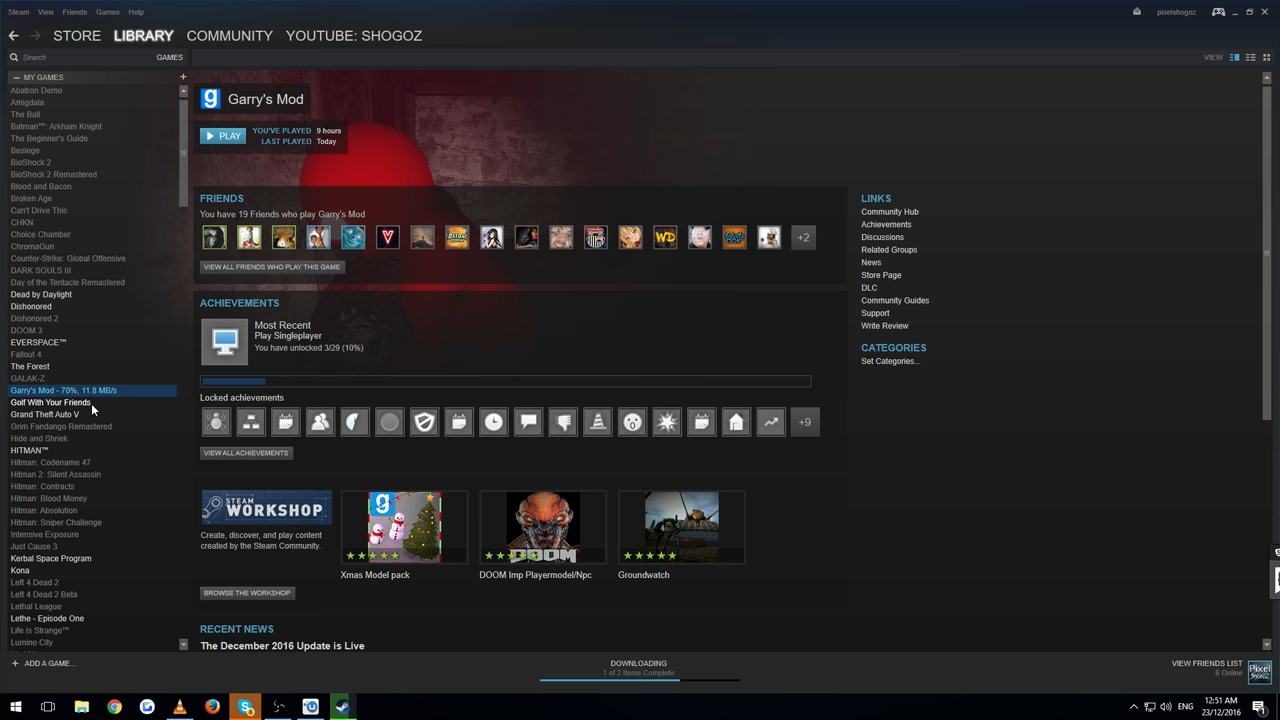 Steam View Friends Games Help
pixelshogoz
STORE LIBRARY COMMUNITY YOUTUBE: SHOGOZ
Search GAMES
VIEW
— MY GAMES +
Abatron Demo
Amigdala
The Ball
Batman™: Arkham Knight
The Beginner's Guide
Besiege
BioShock 2
BioShock 2 Remastered
Blood and Bacon
Broken Age
Can't Drive This
CHKN
Choice Chamber
ChromaGun
Counter-Strike: Global Offensive
DARK SOULS III
Day of the Tentacle Remastered
Dead by Daylight
Dishonored
Dishonored 2
DOOM 3
EVERSPACE™
Fallout 4
The Forest
GALAK-Z
Garry's Mod - 70%, 11.8 MB/s
Golf With Your Friends
Grand Theft Auto V
Grim Fandango Remastered
Hide and Shriek
HITMAN™
Hitman: Codename 47
Hitman 2: Silent Assassin
Hitman: Contracts
Hitman: Blood Money
Hitman: Absolution
Hitman: Sniper Challenge
Intensive Exposure
Just Cause 3
Kerbal Space Program
Kona
Left 4 Dead 2
Left 4 Dead 2 Beta
Lethal League
Lethe - Episode One
Life Is Strange™
Lumino City
+ ADD A GAME...
Garry's Mod
PLAY
YOU'VE PLAYED 9 hours
LAST PLAYED Today
FRIENDS
You have 19 Friends who play Garry's Mod
+2
VIEW ALL FRIENDS WHO PLAY THIS GAME
ACHIEVEMENTS
Most Recent
Play Singleplayer
You have unlocked 3/29 (10%)
Locked achievements
+9
VIEW ALL ACHIEVEMENTS
STEAM WORKSHOP
Create, discover, and play content
created by the Steam Community.
BROWSE THE WORKSHOP
Xmas Model pack
DOOM
DOOM Imp Playermodel/Npc
Groundwatch
RECENT NEWS
The December 2016 Update is Live
LINKS
Community Hub
Achievements
Discussions
Related Groups
News
Store Page
DLC
Community Guides
Support
Write Review
CATEGORIES
Set Categories...
DOWNLOADING
1 of 2 Items Complete
VIEW FRIENDS LIST
6 Online
Pixel
SHOGOZ
12:51 AM
23/12/2016